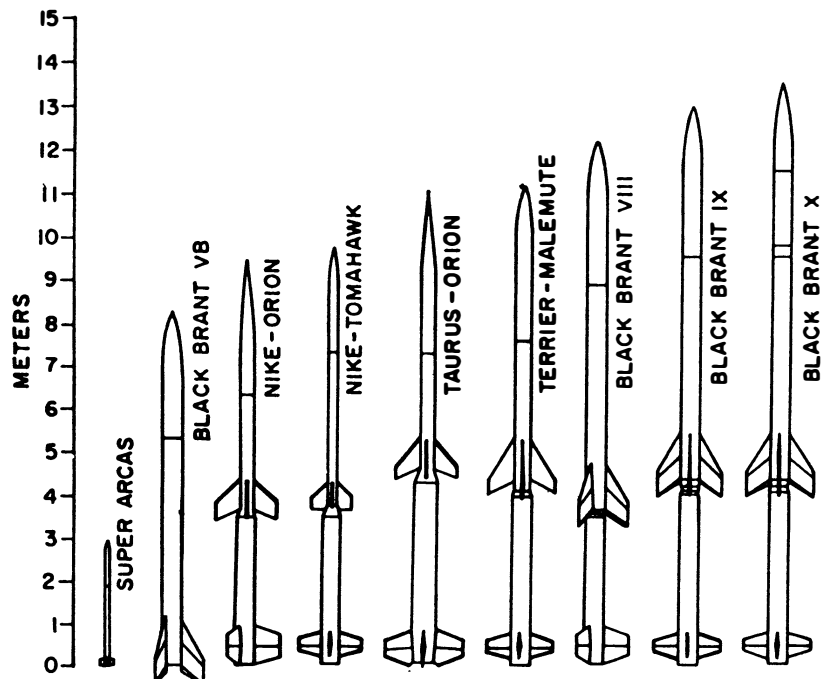 15
14
13
12
11
10
9
8
7
6
5
4
3
2
1
0
METERS
SUPER ARCAS
BLACK BRANT VB
NIKE-ORION
NIKE-TOMAHAWK
TAURUS-ORION
TERRIER-MALEMUTE
BLACK BRANT VIII
BLACK BRANT IX
BLACK BRANT X